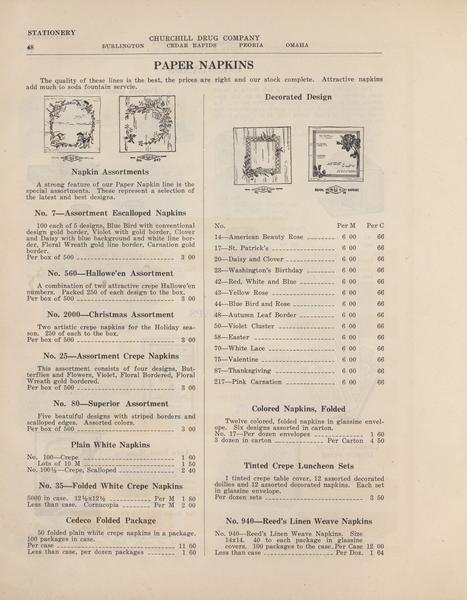 STATIONERY
48
CHURCHILL DRUG COMPANY
BURLINGTON CEDAR RAPIDS PEORIA OMAHA
PAPER NAPKINS
The quality of these lines is the best, the prices are right and our stock complete. Attractive napkins
add much to soda fountain servcie.
Napkin Assortments
A strong feature of our Paper Napkin line is the
special assortments. These represent a selection of
the latest and best designs.
No. 7—Assortment Escalloped Napkins
100 each of 5 designs, Blue Bird with conventional
design gold border, Violet with gold border, Clover
and Daisy with blue background and white line bor-
der, Floral Wreath gold line border, Carnation gold
border.
Per box of 500 3 00
No. 560—Hallowe'en Assortment
A combination of two attractive crepe Hallowe'en
numbers. Packed 250 of each design to the box.
Per box of 500 3 00
No. 2000—Christmas Assortment
Two artistic crepe napkins for the Holiday sea-
son. 250 of each to the box.
Per box of 500 3 00
No. 25—Assortment Crepe Napkins
This assortment consists of four designs, But-
terflies and Flowers, Violet, Floral Bordered, Floral
Wreath gold bordered.
Per box of 500 3 00
No. 80—Superior Assortment
Five beatuiful designs with striped borders and
scalloped edges. Assorted colors.
Per box of 500 3 00
Plain White Napkins
No. 100—Crepe 1 60
Lots of 10 M 1 50
No. 100½—Crepe, Scalloped 2 40
No. 35—Folded White Crepe Napkins
5000 in case. 12½x12½ Per M 1 80
Less than case. Cornucopia Per M 2 00
Cedeco Folded Package
50 folded plain white crepe napkins in a package.
100 packages in case.
Per case 11 00
Less than case, per dozen packages 1 60
Decorated Design
No. Per M Per C
14—American Beauty Rose 6 00 66
17—St. Patrick's 6 00 66
20—Daisy and Clover 6 00 66
23—Washington's Birthday 6 00 66
42—Red, White and Blue 6 00 66
43—Yellow Rose 6 00 66
44—Blue Bird and Rose 6 00 66
48—Autumn Leaf Border 6 00 66
50—Violet Cluster 6 00 66
58—Easter 6 00 66
70—White Lace 6 00 66
75—Valentine 6 00 66
87—Thanksgiving 6 00 66
217—Pink Carnation 6 00 66
Colored Napkins, Folded
Twelve colored, folded napkins in glassine envel-
ope. Six designs assorted in carton.
No. 17—Per dozen envelopes 1 60
3 dozen in carton Per Carton 4 50
Tinted Crepe Luncheon Sets
1 tinted crepe table cover, 12 assorted decorated
doilies and 12 assorted decorated napkins. Each set
in glassine envelope.
Per dozen sets 3 50
No. 940—Reed's Linen Weave Napkins
No. 940—Reed's Linen Weave Napkins. Size
14x14. 40 to each package in glassine
covers. 100 packages to the case. Per Case 12 00
Less than case Per Doz. 1 64